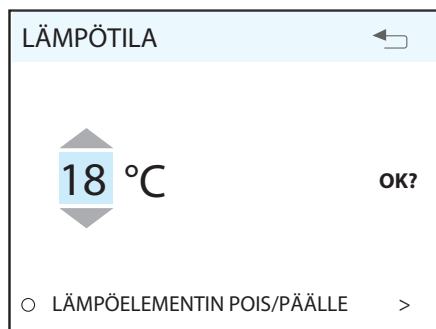 LÄMPÖTILA
18 °C
OK?
LÄMPÖELEMENTIN POIS/PÄÄLLE >